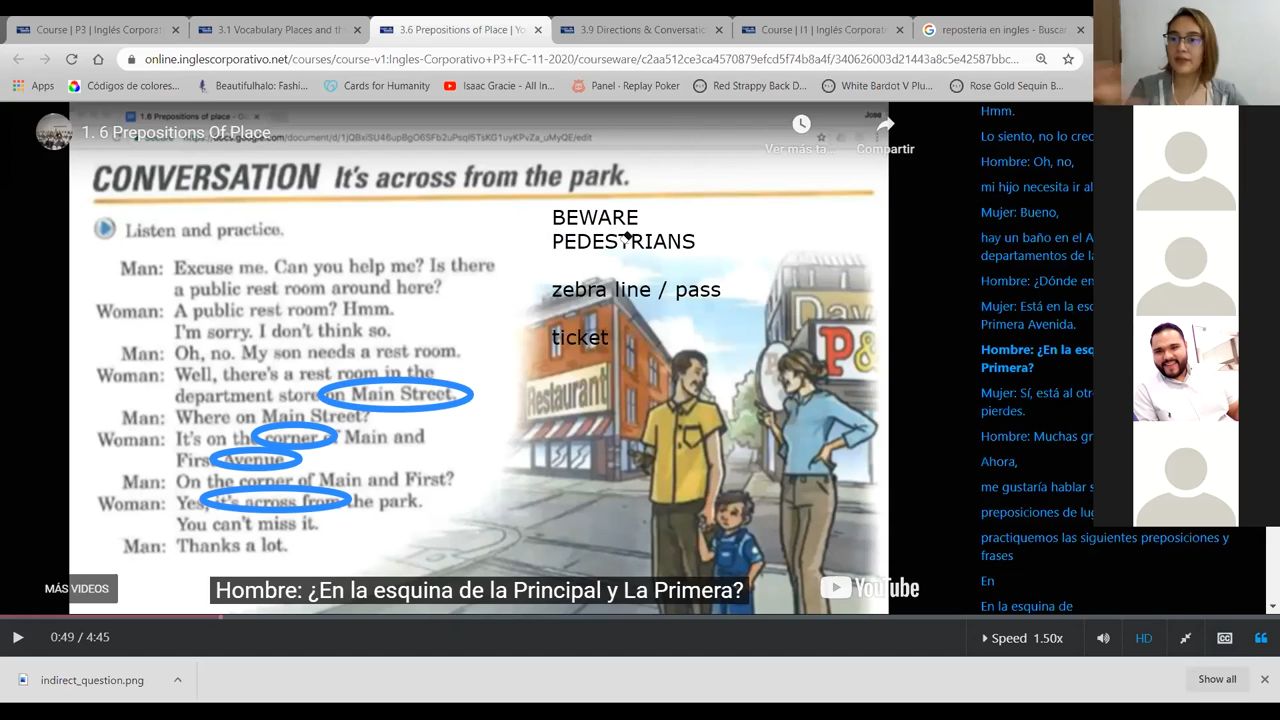 Course | P3 | Inglés Corporat
3.1 Vocabulary Places and th
3.6 Prepositions of Place | Yo
3.9 Directions & Conversatio
Course | I1 | Inglés Corporat
reposteria en ingles - Buscar
online.inglescorporativo.net/courses/course-v1:Ingles-Corporativo+P3+FC-11-2020/courseware/c2aa512ce3ca4570879efcd5f74b8a4f/340626003d21443a8c5e42587bbc...
Apps
Códigos de colores...
Beautifulhalo: Fashi...
Cards for Humanity
Isaac Gracie - All In...
Panel · Replay Poker
Red Strappy Back D...
White Bardot V Plu...
Rose Gold Sequin B...
1. 6 Prepositions Of Place
Jose
Ver más ta...
Compartir
CONVERSATION It's across from the park.
Listen and practice.
Man: Excuse me. Can you help me? Is there
a public rest room around here?
Woman: A public rest room? Hmm.
I'm sorry. I don't think so.
Man: Oh, no. My son needs a rest room.
Woman: Well, there's a rest room in the
department store on Main Street.
Man: Where on Main Street?
Woman: It's on the corner of Main and
First Avenue.
Man: On the corner of Main and First?
Woman: Yes, it's across from the park.
You can't miss it.
Man: Thanks a lot.
BEWARE
PEDESTRIANS
zebra line / pass
ticket
Restaurant
Dav
P&
Hombre: ¿En la esquina de la Principal y La Primera?
MÁS VIDEOS
YouTube
Hmm.
Lo siento, no lo crec
Hombre: Oh, no,
mi hijo necesita ir al
Mujer: Bueno,
hay un baño en el A
departamentos de la
Hombre: ¿Dónde en
Mujer: Está en la esc
Primera Avenida.
Hombre: ¿En la esq
Primera?
Mujer: Sí, está al otr
pierdes.
Hombre: Muchas gr
Ahora,
me gustaría hablar s
preposiciones de lug
practiquemos las siguientes preposiciones y
frases
En
En la esquina de
0:49 / 4:45
Speed 1.50x
HD
CC
indirect_question.png
Show all